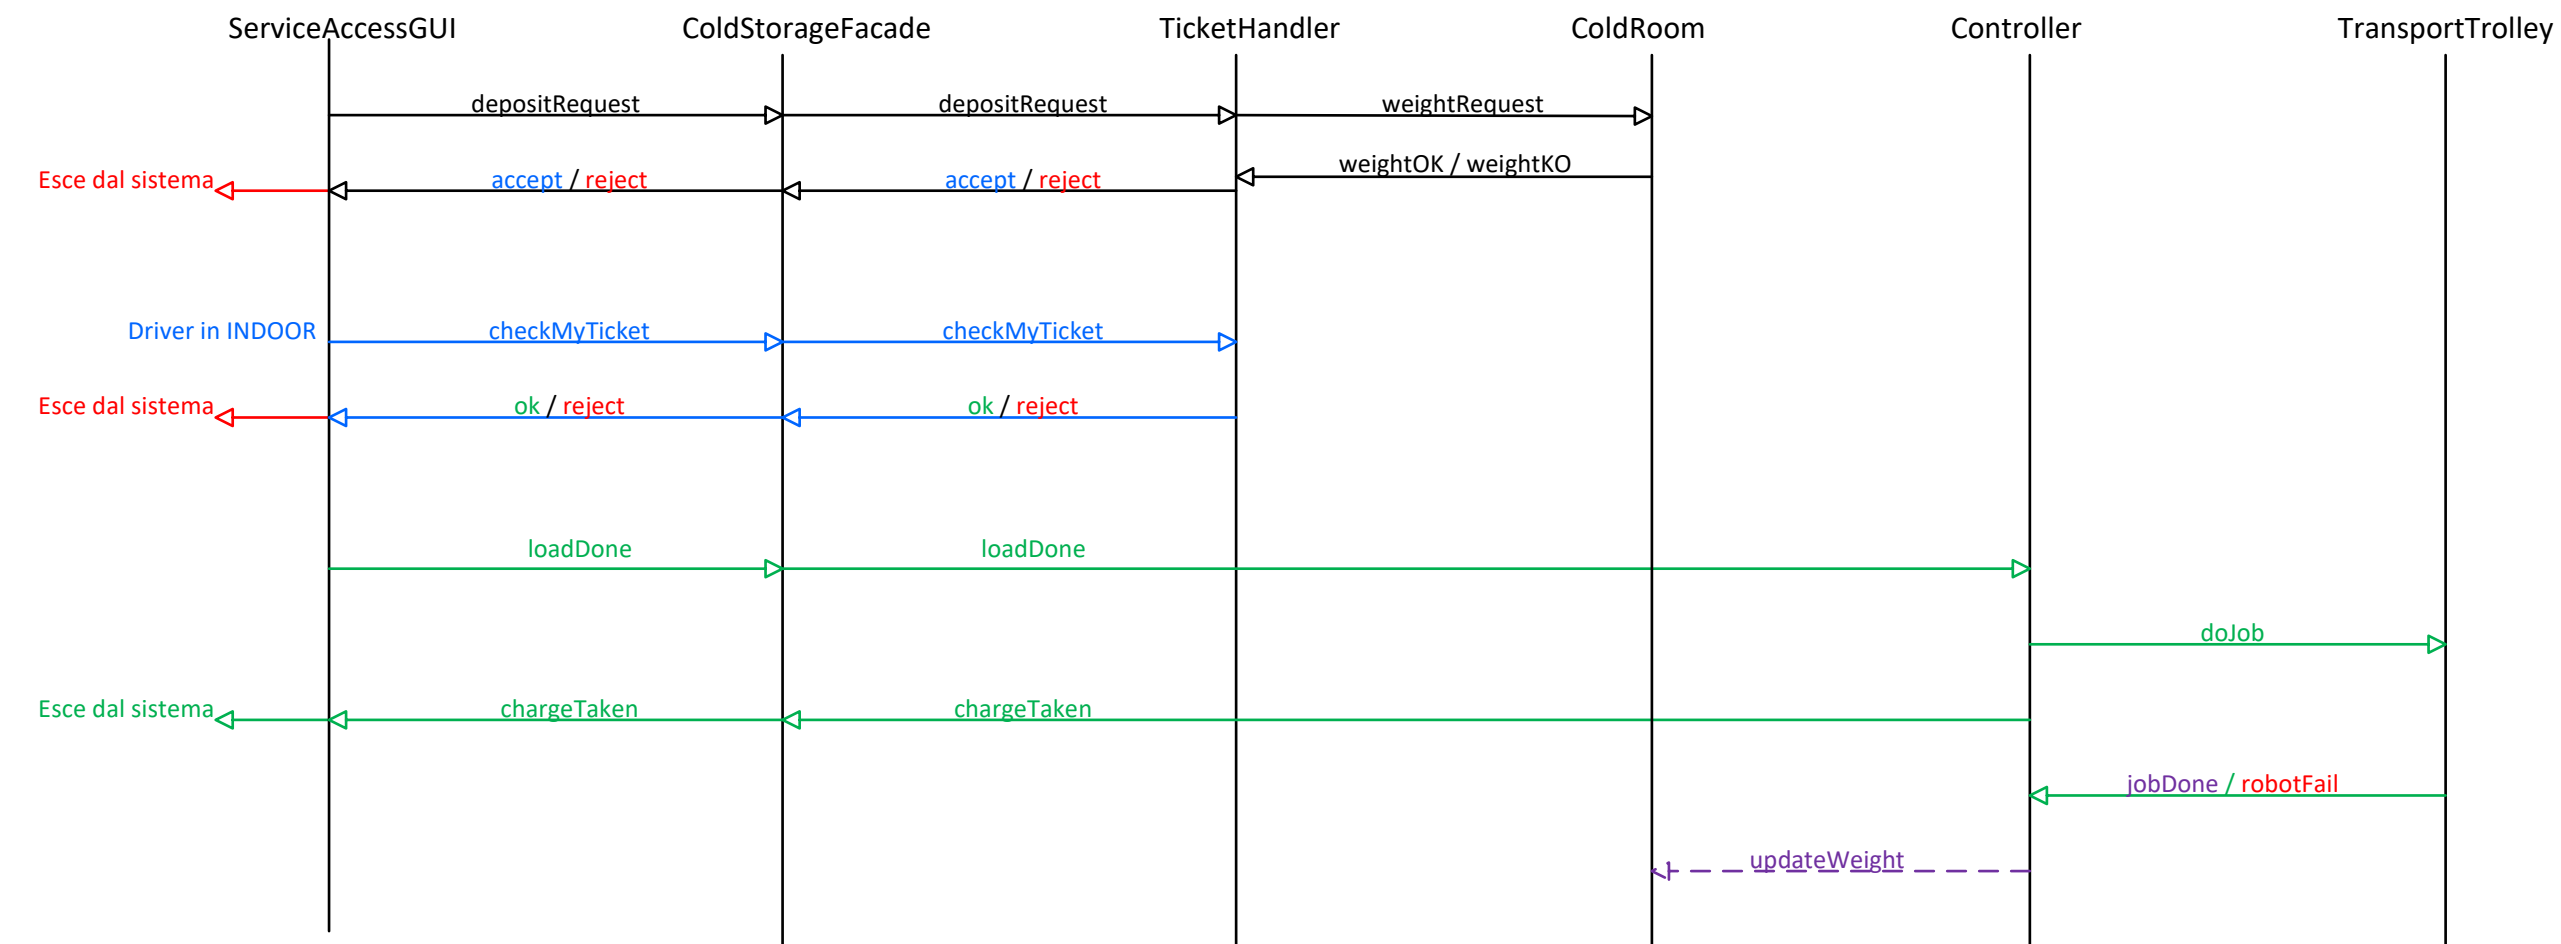 ServiceAccessGUI ColdStorageFacade TicketHandler ColdRoom Controller TransportTrolley
depositRequest depositRequest weightRequest
weightOK / weightKO
Esce dal sistema accept / reject accept / reject
Driver in INDOOR checkMyTicket checkMyTicket
Esce dal sistema ok / reject ok / reject
loadDone loadDone
doJob
Esce dal sistema chargeTaken chargeTaken
jobDone / robotFail
updateWeight